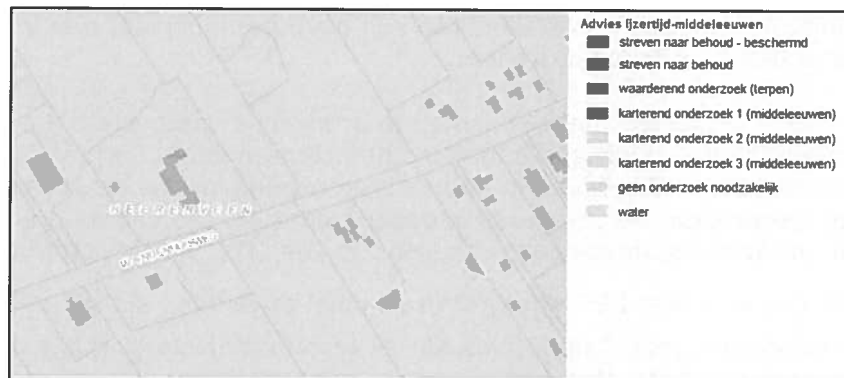 Advies Ijzertijd-middeleeuwen
streven naar behoud - beschermd
streven naar behoud
waarderend onderzoek (terpen)
karterend onderzoek 1 (middeleeuwen)
karterend onderzoek 2 (middeleeuwen)
karterend onderzoek 3 (middeleeuwen)
geen onderzoek noodzakelijk
water
HEERENVEEN